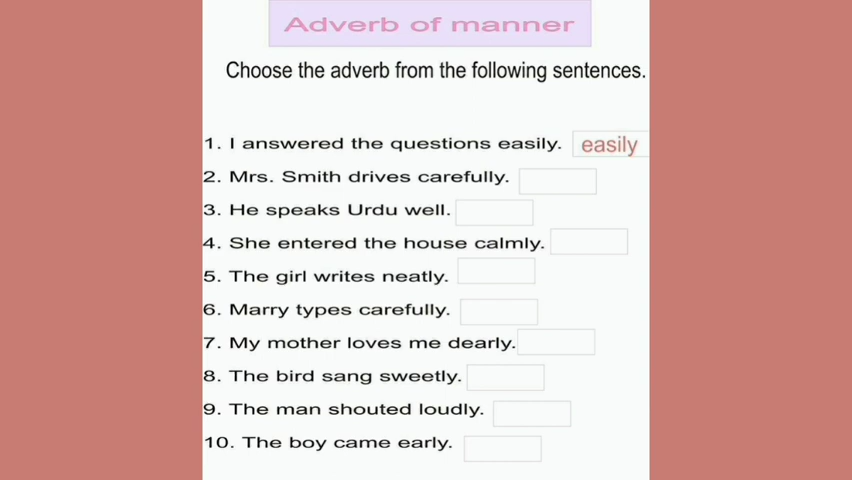 Adverb of manner
Choose the adverb from the following sentences.
1. I answered the questions easily. easily
2. Mrs. Smith drives carefully.
3. He speaks Urdu well.
4. She entered the house calmly.
5. The girl writes neatly.
6. Marry types carefully.
7. My mother loves me dearly.
8. The bird sang sweetly.
9. The man shouted loudly.
10. The boy came early.